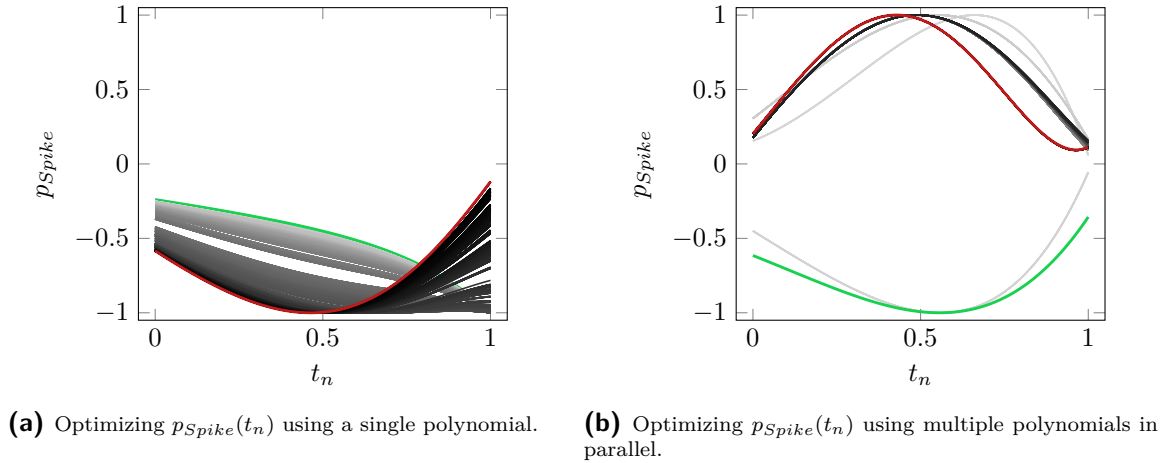 1
0.5
0
−0.5
−1
p_{Spike}
0
0.5
1
t_n
(a) Optimizing p_{Spike}(t_n) using a single polynomial.
1
0.5
0
−0.5
−1
p_{Spike}
0
0.5
1
t_n
(b) Optimizing p_{Spike}(t_n) using multiple polynomials in
parallel.